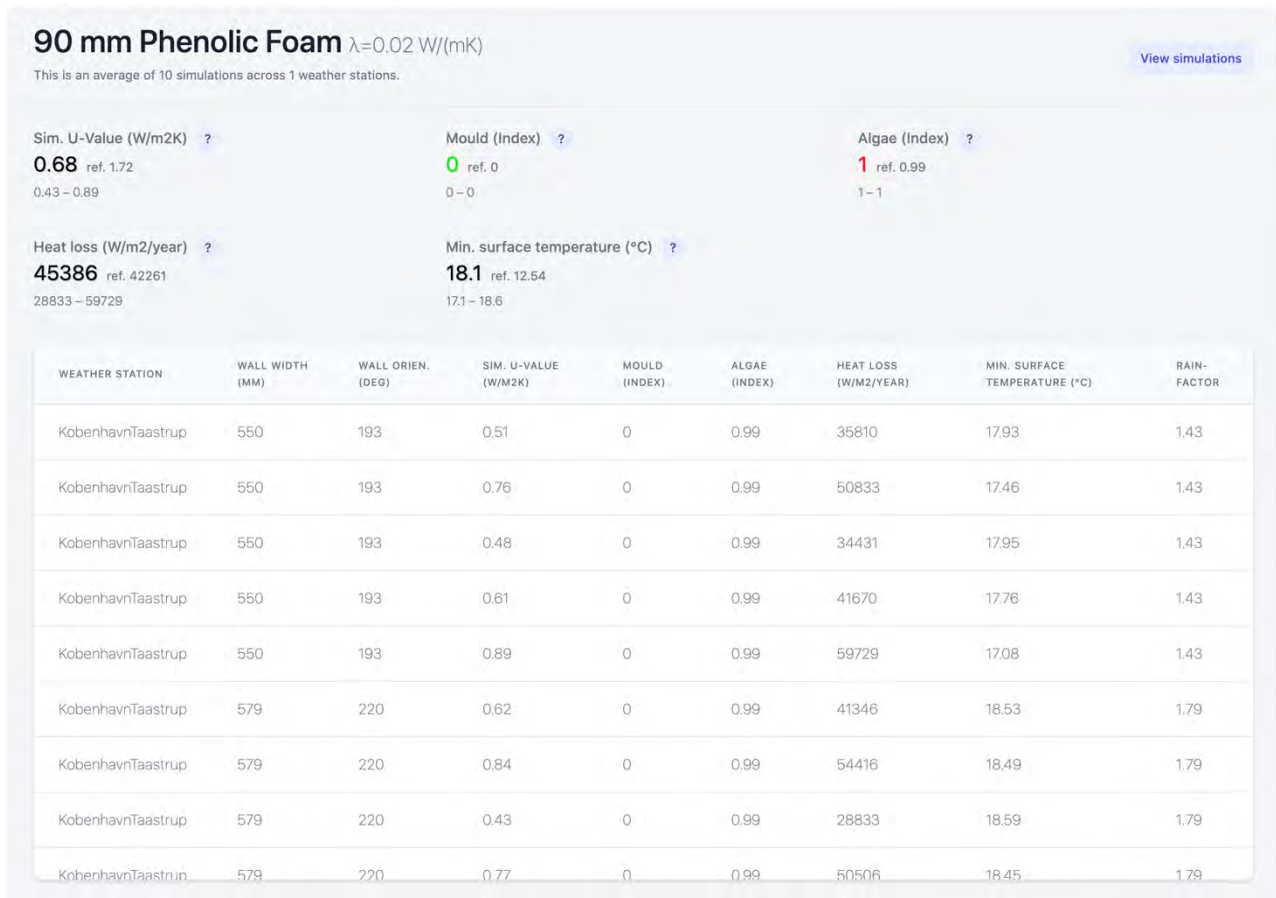 90 mm Phenolic Foam λ=0.02 W/(mK)
This is an average of 10 simulations across 1 weather stations.
View simulations
Sim. U-Value (W/m2K) ?
0.68 ref. 1.72
0.43 – 0.89
Mould (Index) ?
0 ref. 0
0 – 0
Algae (Index) ?
1 ref. 0.99
1 – 1
Heat loss (W/m2/year) ?
45386 ref. 42261
28833 – 59729
Min. surface temperature (°C) ?
18.1 ref. 12.54
17.1 – 18.6
WEATHER STATION
WALL WIDTH
(MM)
WALL ORIEN.
(DEG)
SIM. U-VALUE
(W/M2K)
MOULD
(INDEX)
ALGAE
(INDEX)
HEAT LOSS
(W/M2/YEAR)
MIN. SURFACE
TEMPERATURE (°C)
RAIN-
FACTOR
KobenhavnTaastrup 550 193 0.51 0 0.99 35810 17.93 1.43
KobenhavnTaastrup 550 193 0.76 0 0.99 50833 17.46 1.43
KobenhavnTaastrup 550 193 0.48 0 0.99 34431 17.95 1.43
KobenhavnTaastrup 550 193 0.61 0 0.99 41670 17.76 1.43
KobenhavnTaastrup 550 193 0.89 0 0.99 59729 17.08 1.43
KobenhavnTaastrup 579 220 0.62 0 0.99 41346 18.53 1.79
KobenhavnTaastrup 579 220 0.84 0 0.99 54416 18.49 1.79
KobenhavnTaastrup 579 220 0.43 0 0.99 28833 18.59 1.79
KobenhavnTaastrup 579 220 0.77 0 0.99 50506 18.45 1.79